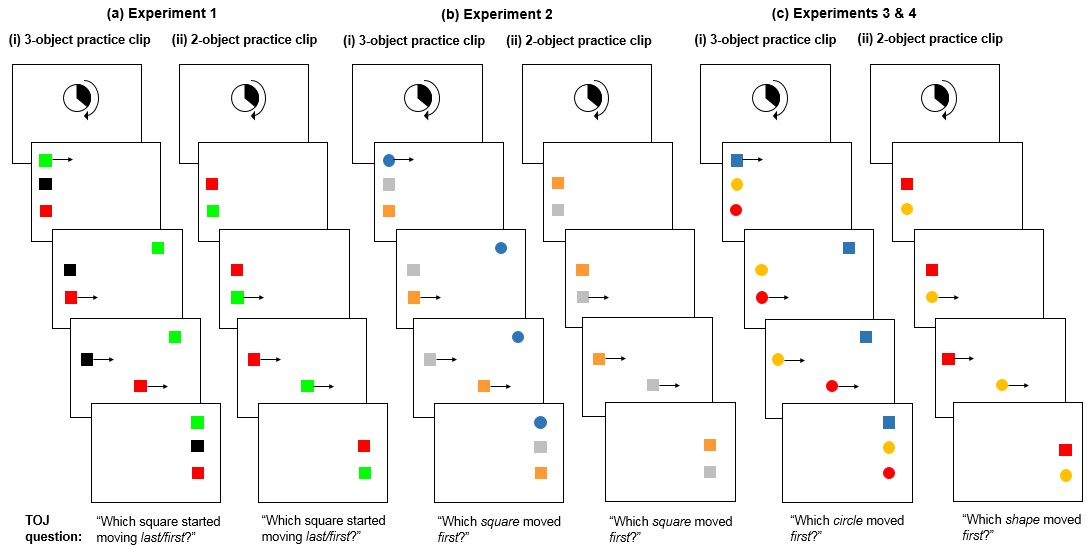 (a) Experiment 1
(b) Experiment 2
(c) Experiments 3 & 4
(i) 3-object practice clip
(ii) 2-object practice clip
(i) 3-object practice clip
(ii) 2-object practice clip
(i) 3-object practice clip
(ii) 2-object practice clip
TOJ
question:
“Which square started
moving last/first?”
“Which square started
moving last/first?”
“Which square moved
first?”
“Which square moved
first?”
“Which circle moved
first?”
“Which shape moved
first?”